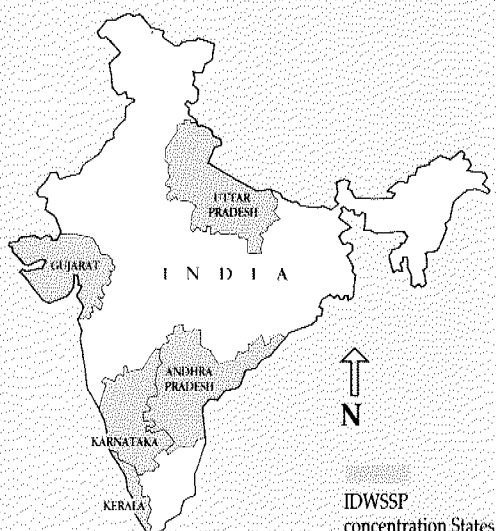 UTTAR
PRADESH
GUJARAT
I N D I A
ANDHRA
PRADESH
N
KARNATAKA
IDWSSP
KERALA
concentration States